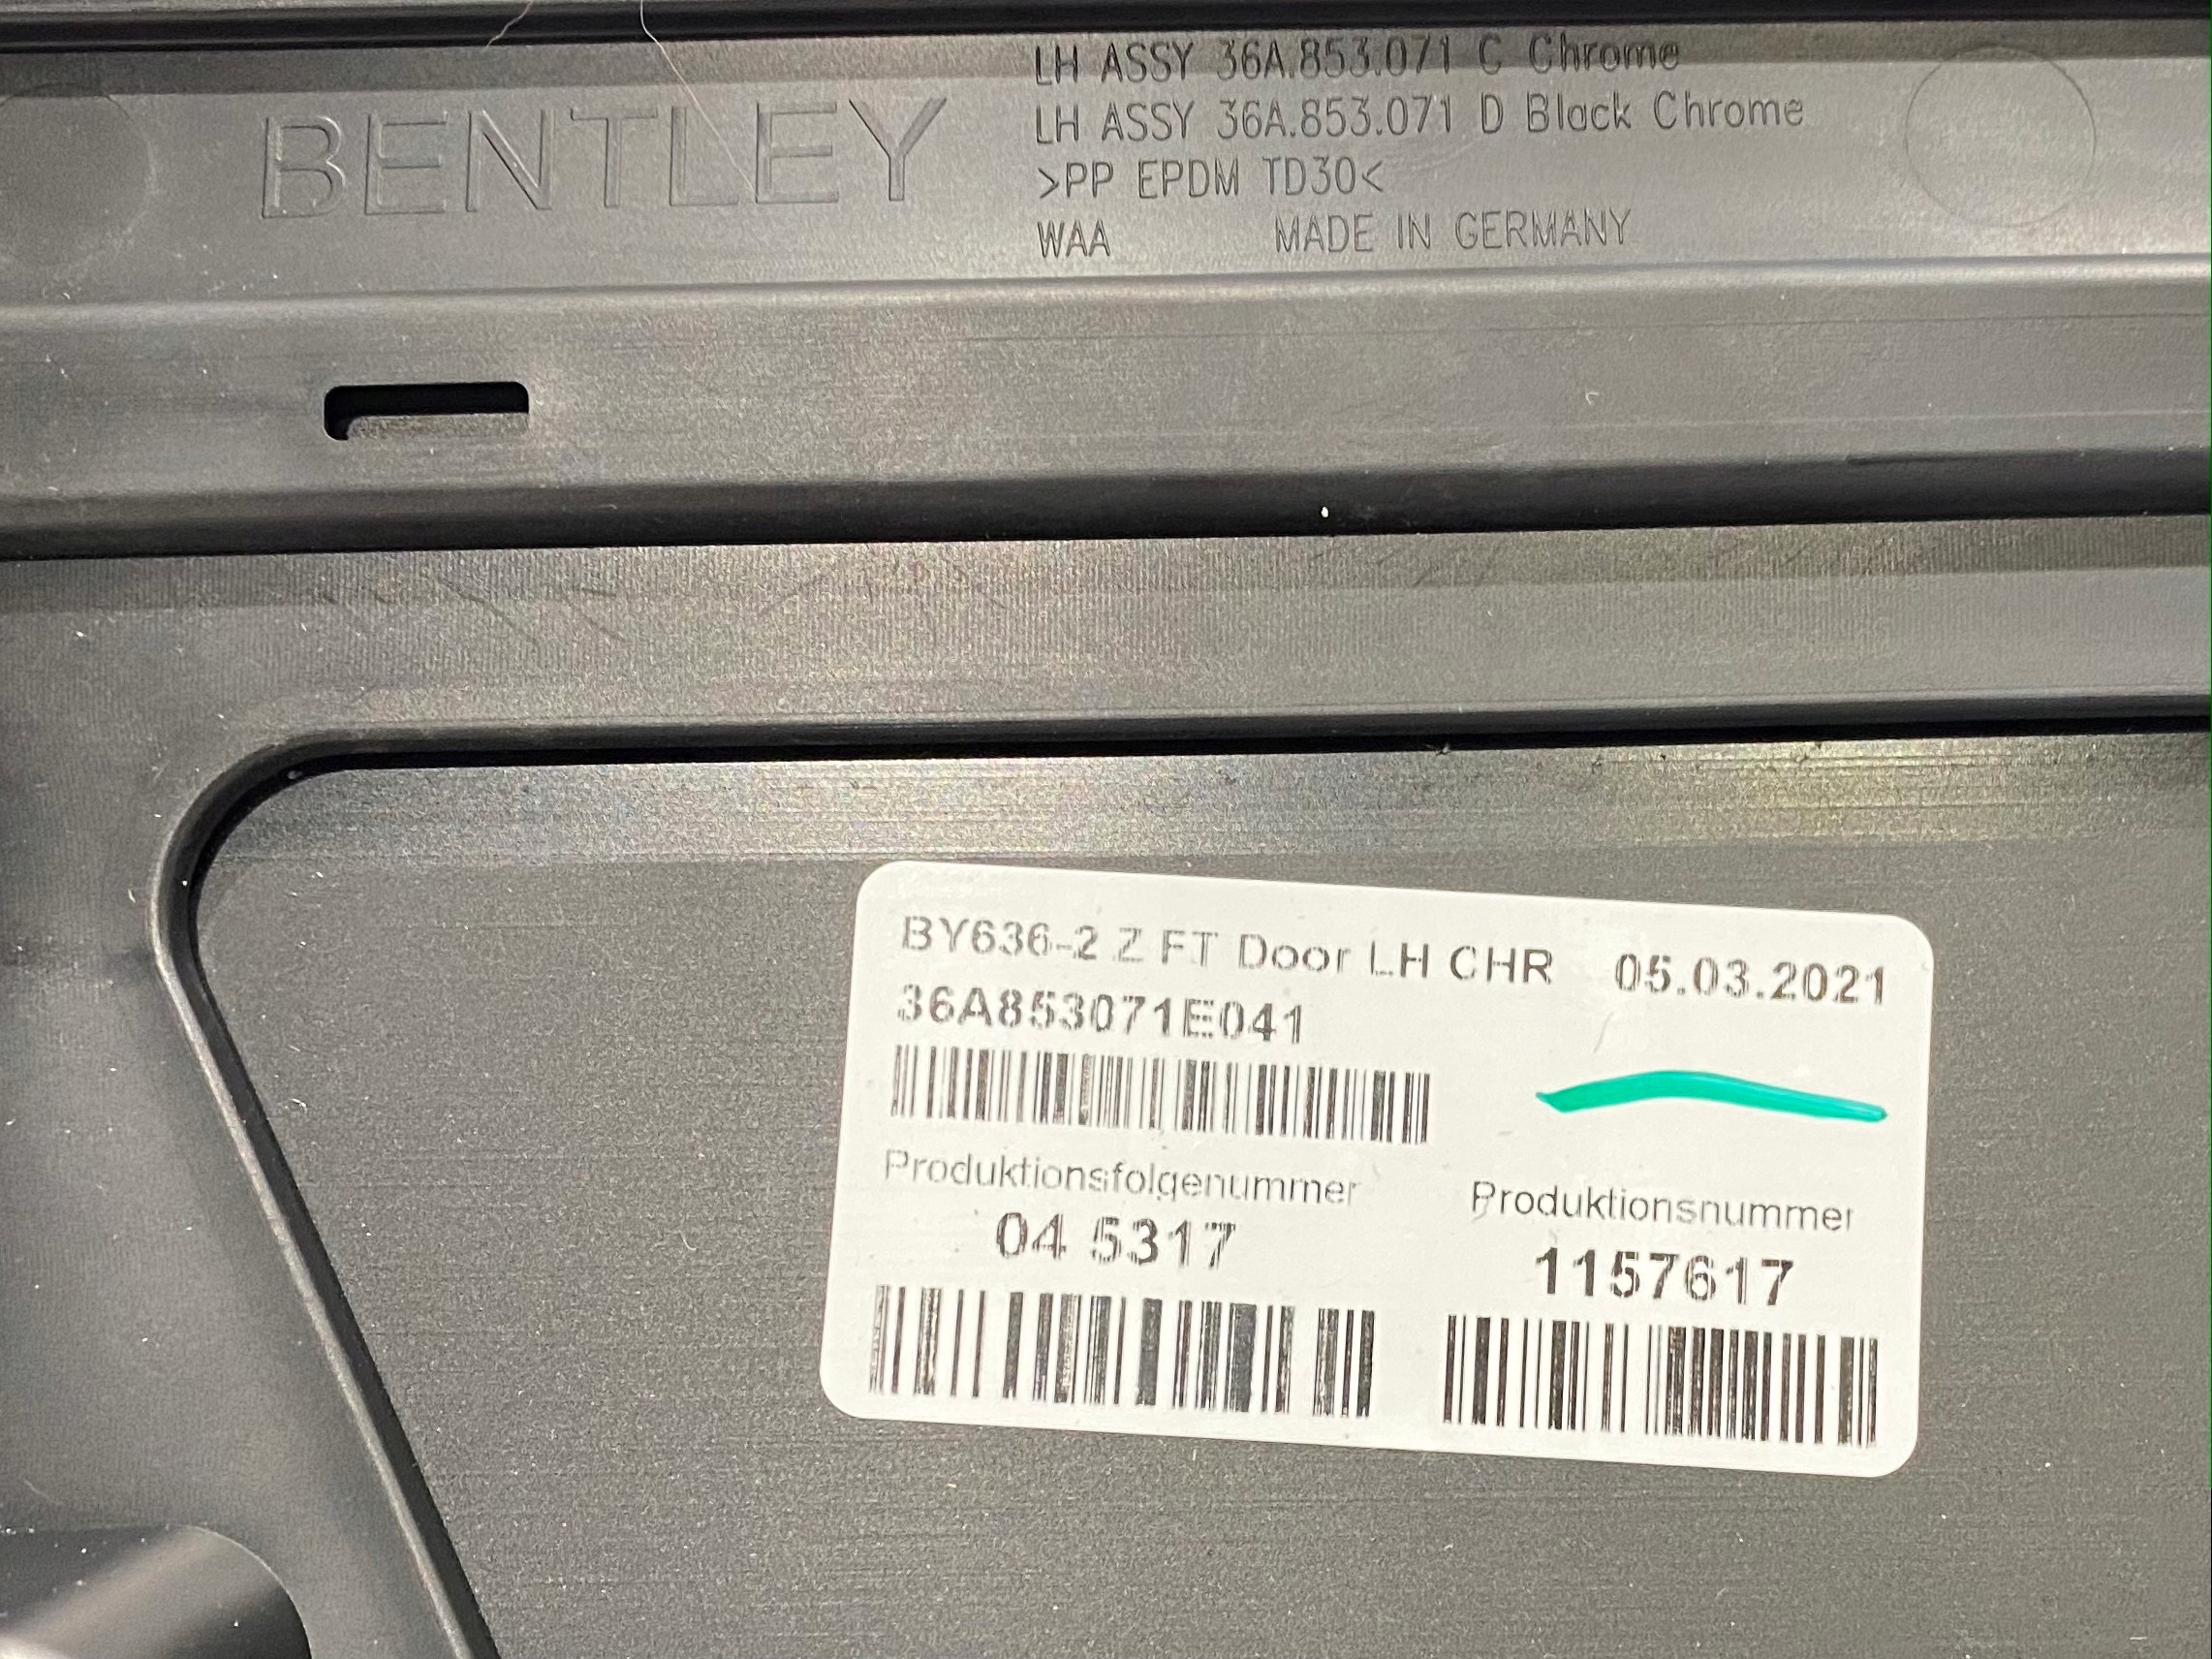 BENTLEY
LH ASSY 36A.853.071 C Chrome
LH ASSY 36A.853.071 D Black Chrome
>PP EPDM TD30<
WAA MADE IN GERMANY
BY636-2 Z FT Door LH CHR 05.03.2021
36A853071E041
Produktionsfolgenummer
04 5317
Produktionsnummer
1157617